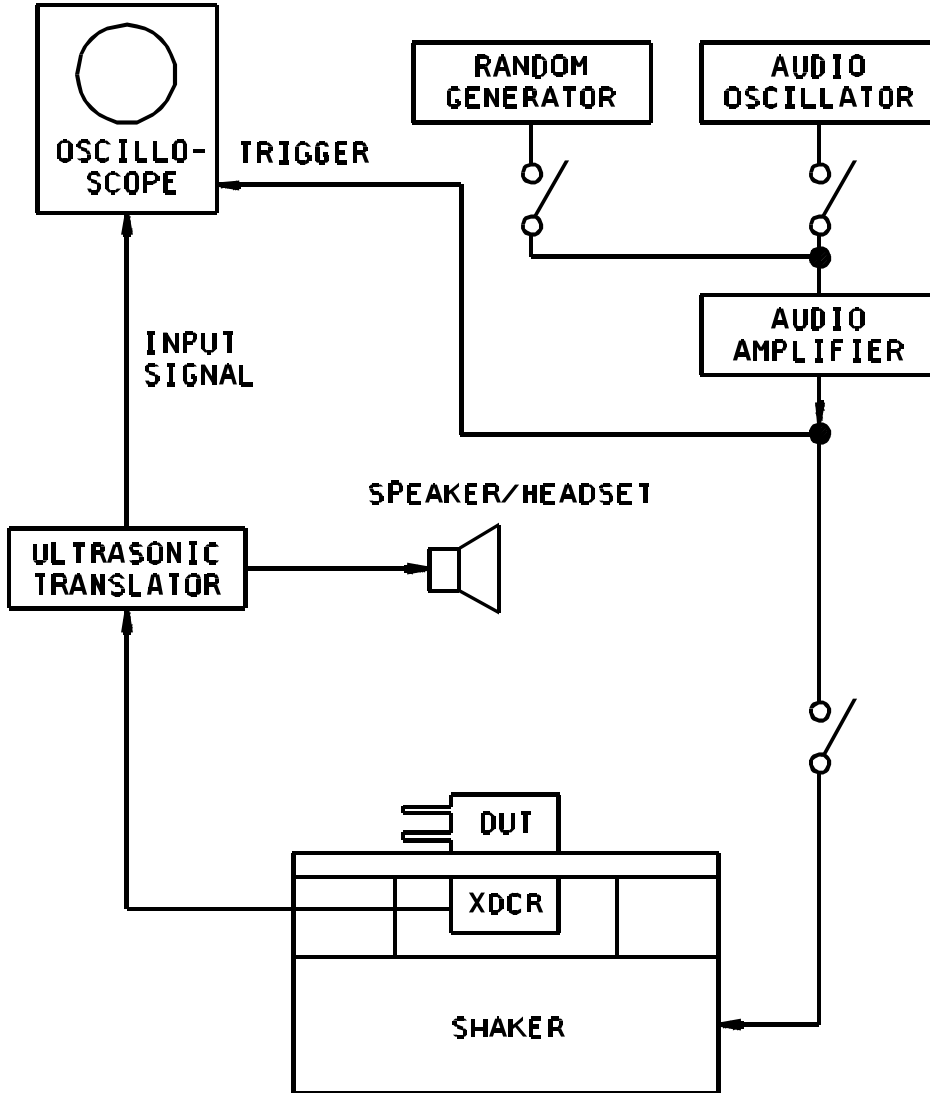 RANDOM
GENERATOR
AUDIO
OSCILLATOR
OSCILLO-
SCOPE
TRIGGER
AUDIO
AMPLIFIER
INPUT
SIGNAL
SPEAKER/HEADSET
ULTRASONIC
TRANSLATOR
DUT
XDCR
SHAKER